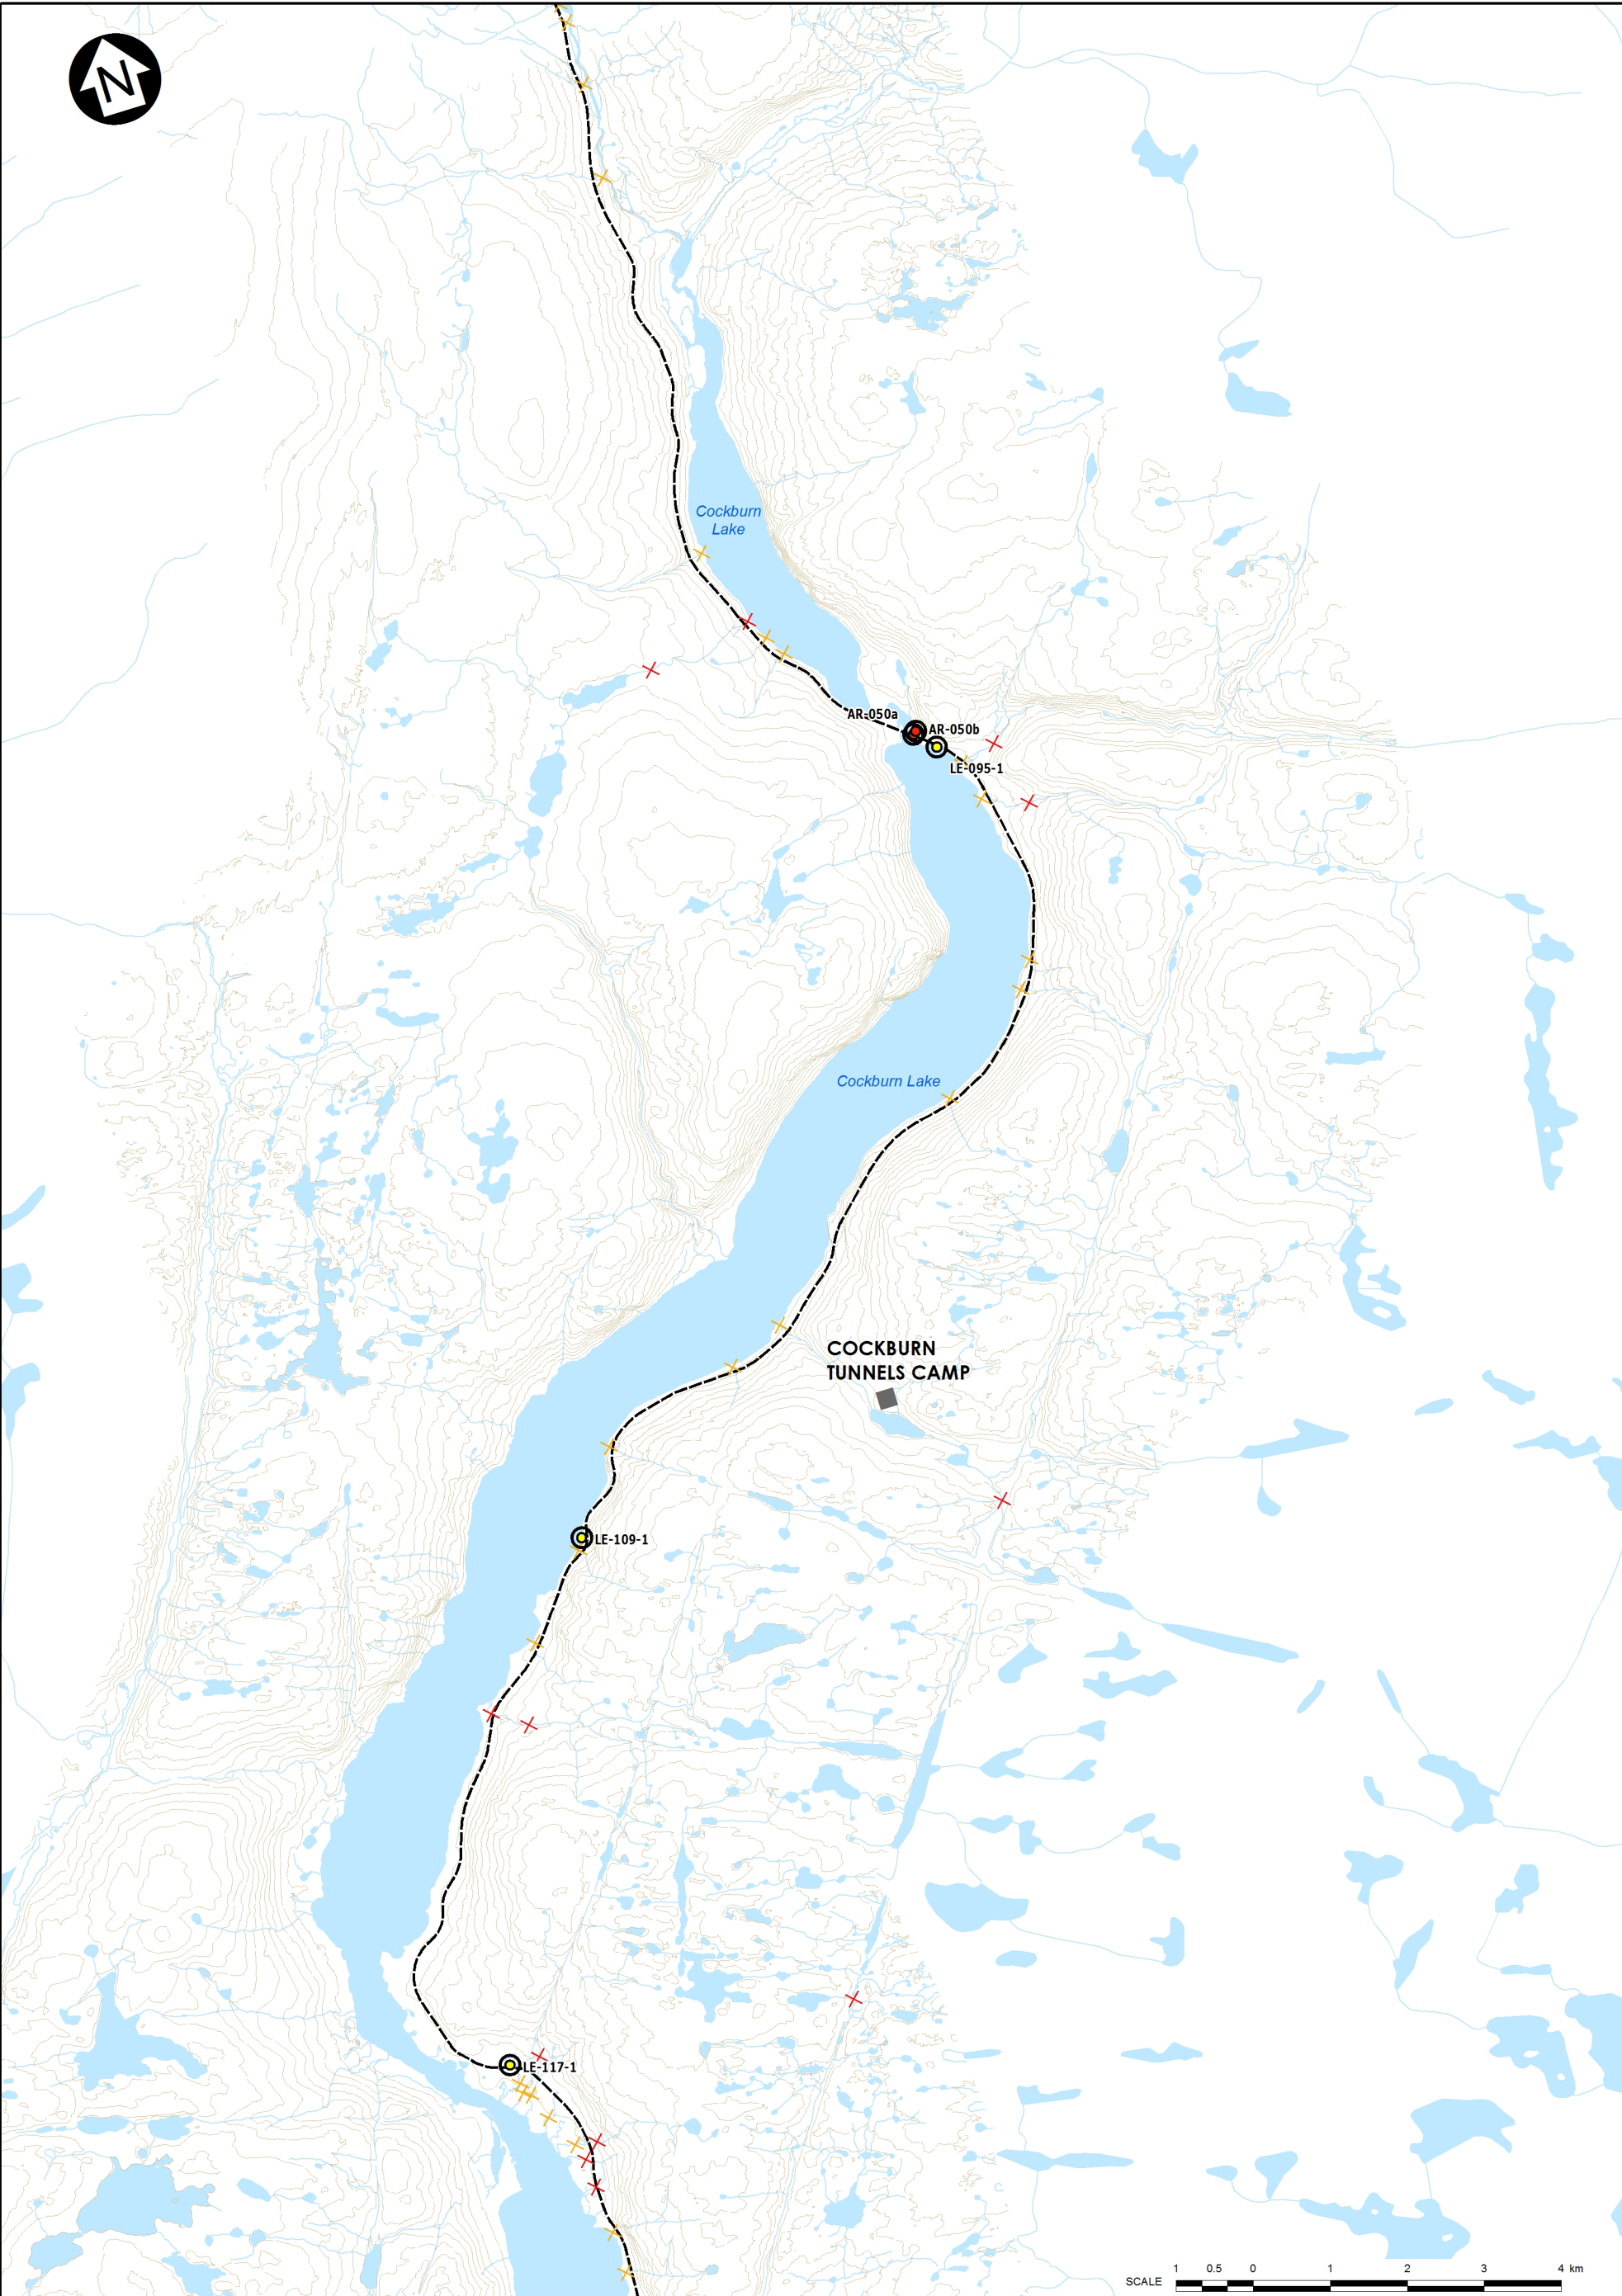 N
Cockburn
Lake
AR-050a
AR-050b
LE-095-1
Cockburn Lake
COCKBURN
TUNNELS CAMP
LE-109-1
LE-117-1
SCALE 1 0.5 0 1 2 3 4 km